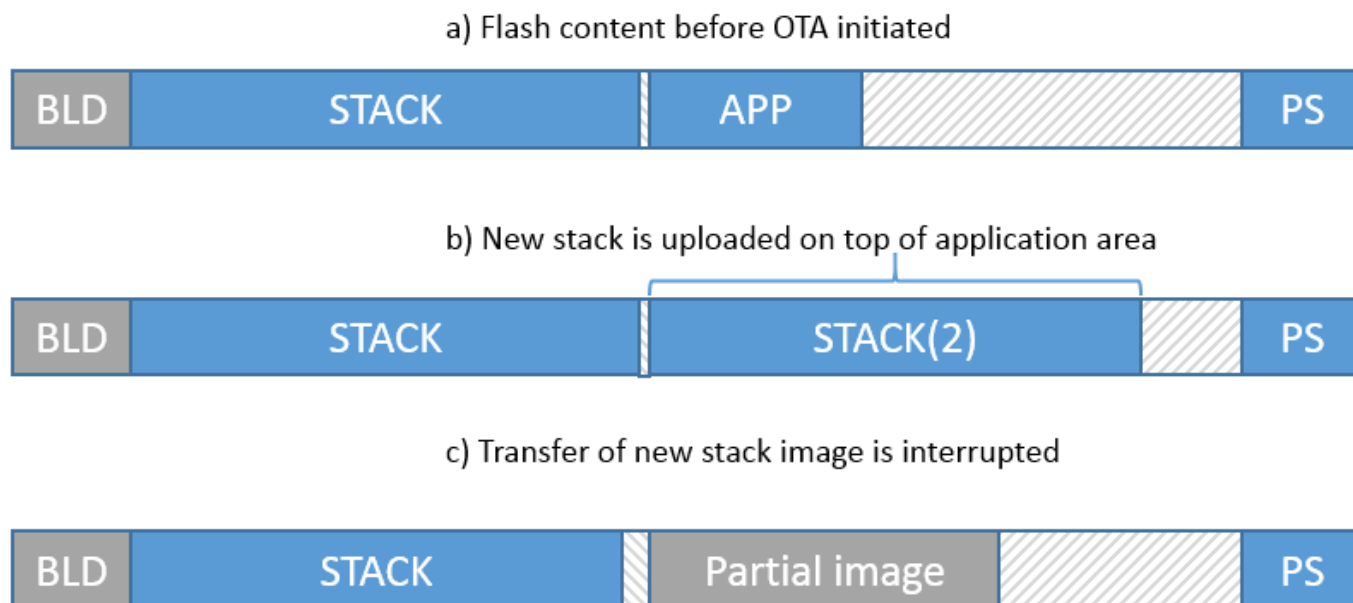 a) Flash content before OTA initiated
BLD STACK APP PS
b) New stack is uploaded on top of application area
BLD STACK STACK(2) PS
c) Transfer of new stack image is interrupted
BLD STACK Partial image PS